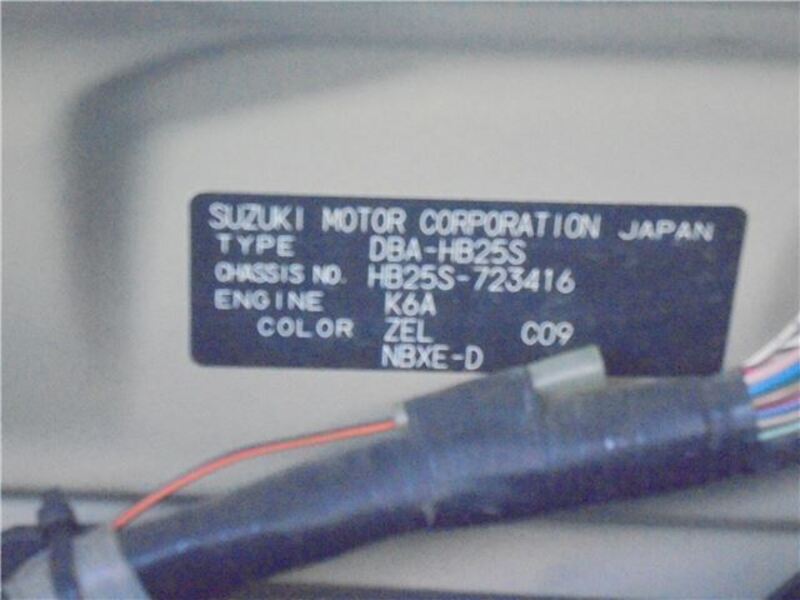 SUZUKI MOTOR CORPORATION JAPAN
TYPE DBA-HB25S
CHASSIS NO. HB25S-723416
ENGINE K6A
COLOR ZEL C09
NBXE-D